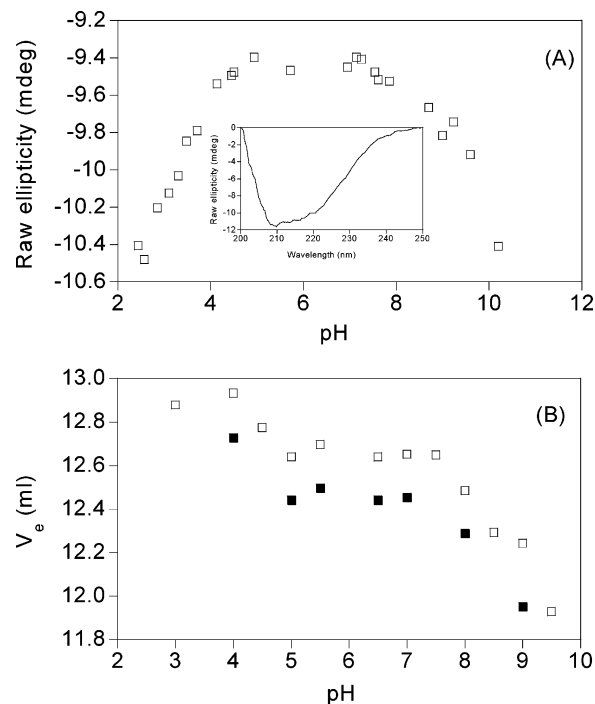 (A)
Raw ellipticity (mdeg)
-9.2
-9.4
-9.6
-9.8
-10
-10.2
-10.4
-10.6
2 4 6 8 10 12
pH
Raw ellipticity (mdeg)
0
-2
-4
-6
-8
-10
-12
200 210 220 230 240 250
Wavelength (nm)
(B)
Ve (ml)
13.0
12.8
12.6
12.4
12.2
12.0
11.8
2 3 4 5 6 7 8 9 10
pH